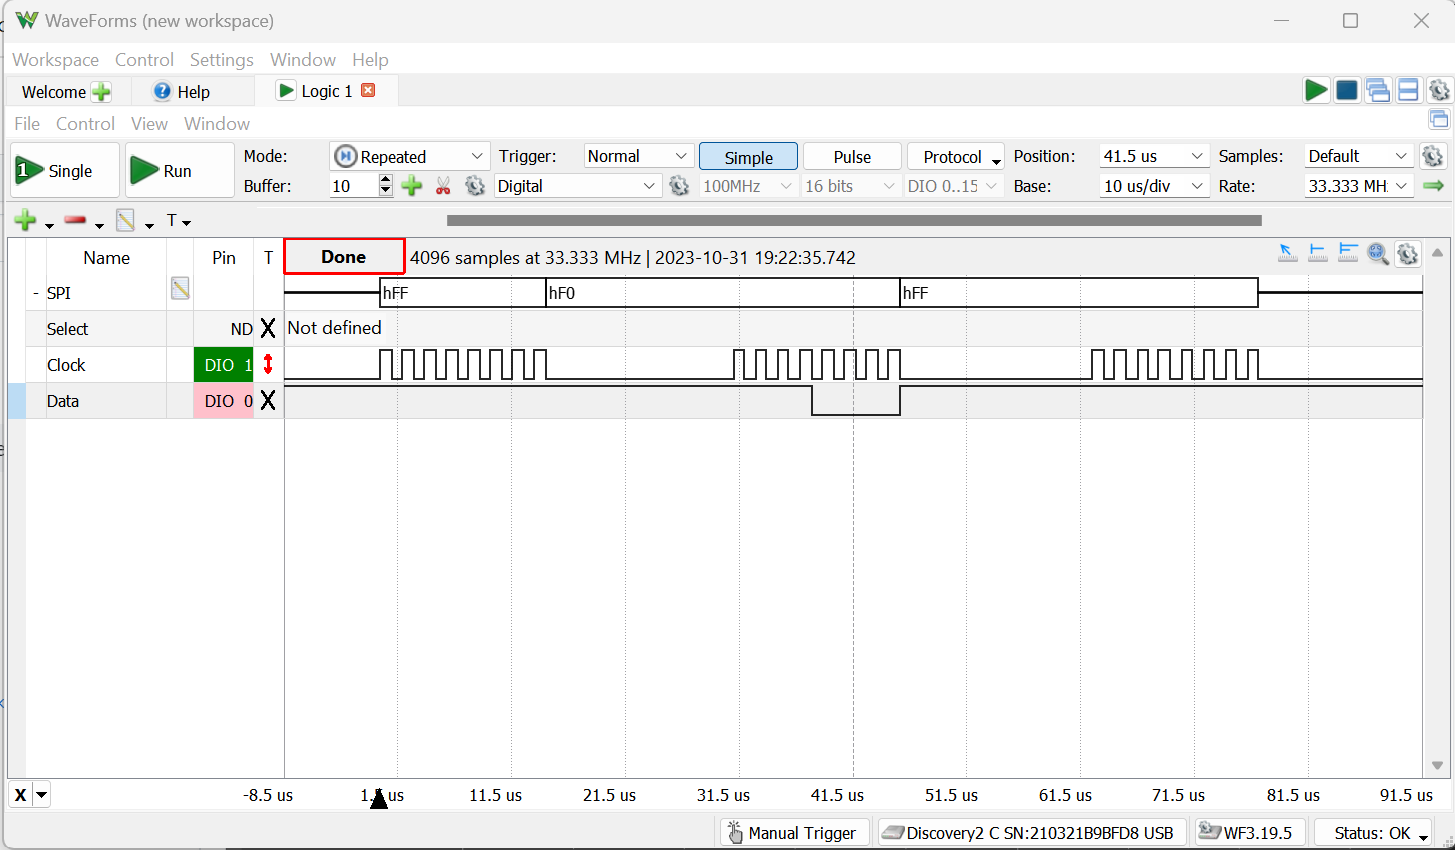 WaveForms (new workspace)
Workspace Control Settings Window Help
Welcome Help Logic 1
File Control View Window
1 Single Run Mode: Repeated Trigger: Normal Simple Pulse Protocol Position: 41.5 us Samples: Default
Buffer: 10 Digital 100MHz 16 bits DIO 0..15 Base: 10 us/div Rate: 33.333 MH
T
Name Pin T Done 4096 samples at 33.333 MHz | 2023-10-31 19:22:35.742
- SPI hFF hF0 hFF
Select ND X Not defined
Clock DIO 1
Data DIO 0 X
X -8.5 us us 11.5 us 21.5 us 31.5 us 41.5 us 51.5 us 61.5 us 71.5 us 81.5 us 91.5 us
Manual Trigger Discovery2 C SN:210321B9BFD8 USB WF3.19.5 Status: OK